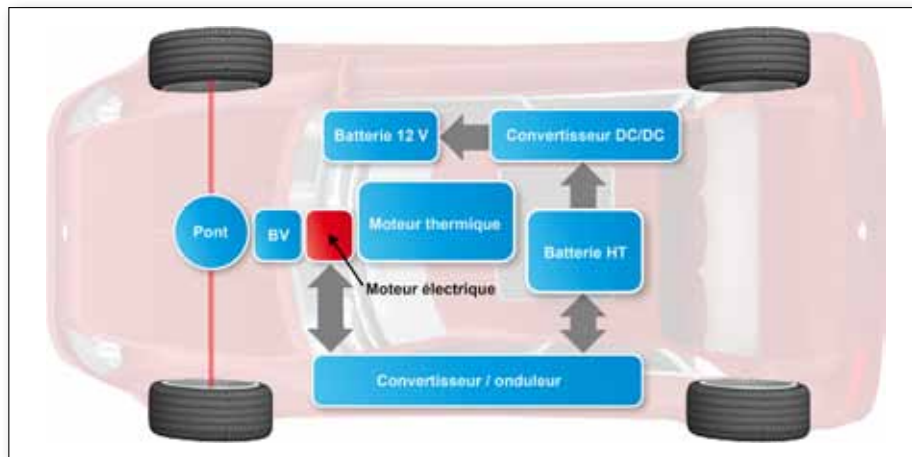 Batterie 12 V
Convertisseur DC/DC
Pont
BV
Moteur thermique
Batterie HT
Moteur électrique
Convertisseur / onduleur